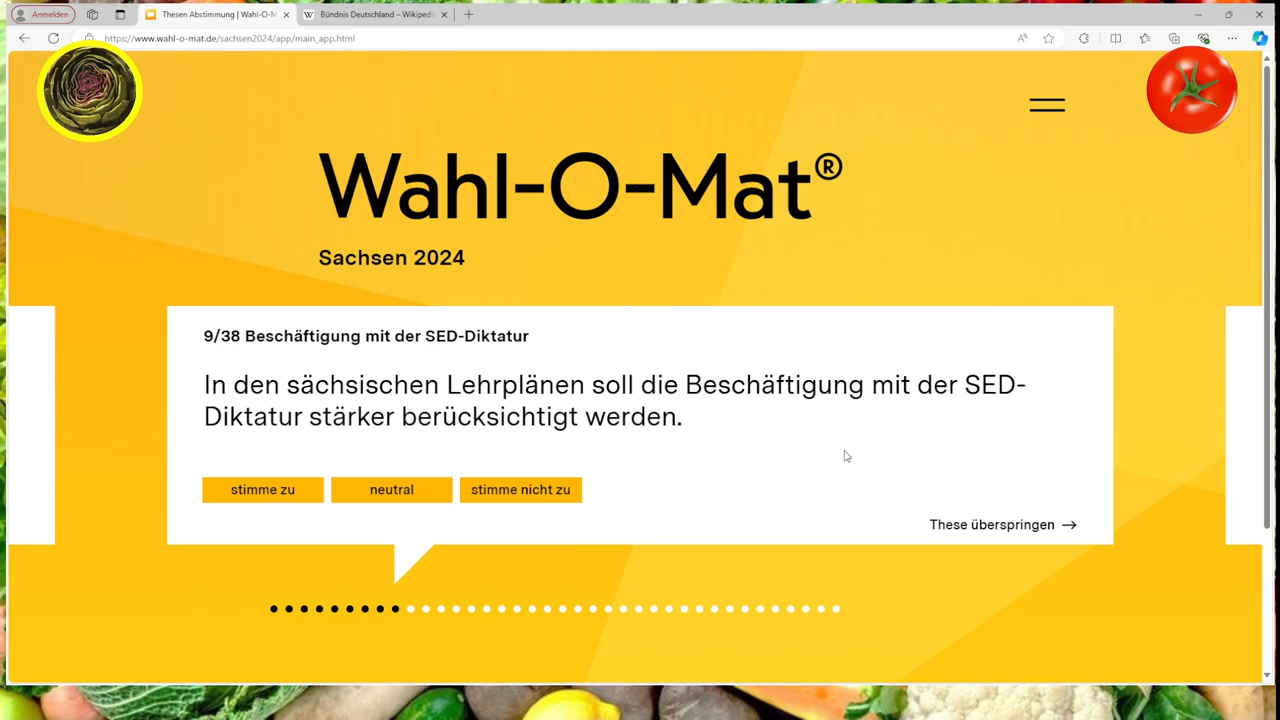 Anmelden
Thesen Abstimmung | Wahl-O-M
Bündnis Deutschland – Wikipedi
https://www.wahl-o-mat.de/sachsen2024/app/main_app.html
Wahl-O-Mat®
Sachsen 2024
9/38 Beschäftigung mit der SED-Diktatur
In den sächsischen Lehrplänen soll die Beschäftigung mit der SED-
Diktatur stärker berücksichtigt werden.
stimme zu
neutral
stimme nicht zu
These überspringen →